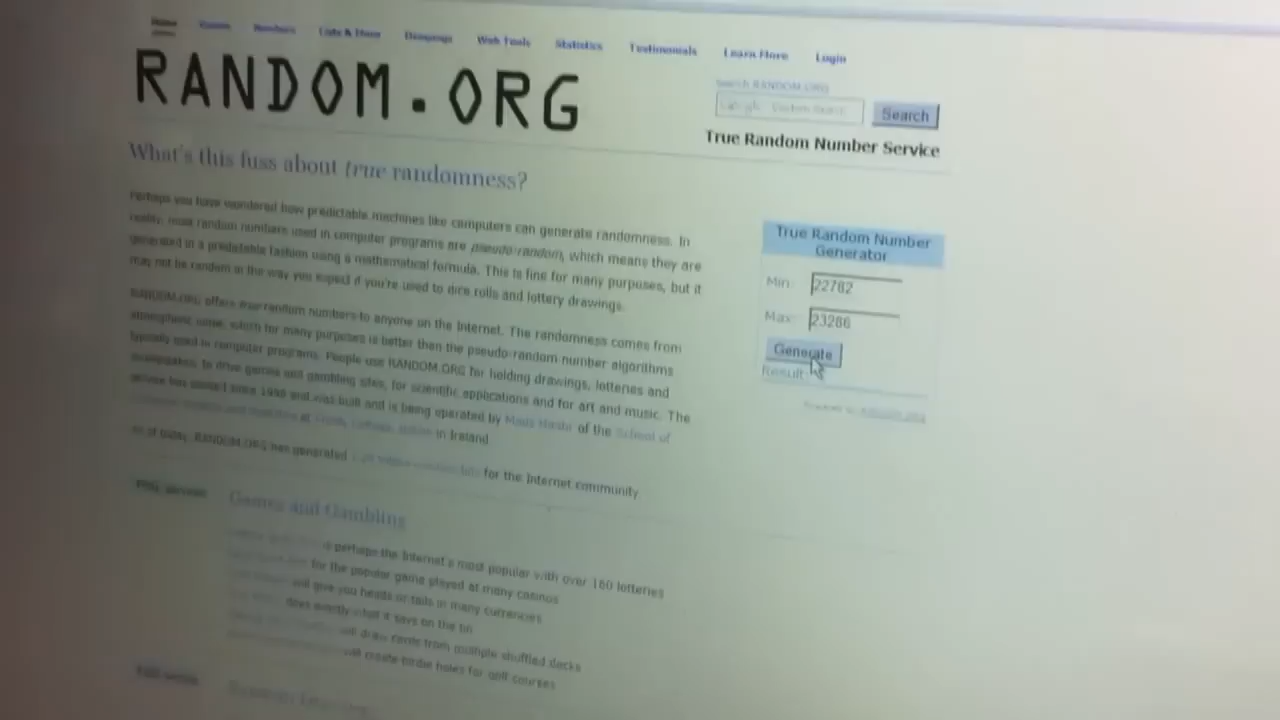 Home Games Numbers Lists & More Drawings Web Tools Statistics Testimonials Learn More Login
RANDOM.ORG
Search RANDOM.ORG
Google Custom Search
Search
True Random Number Service
What's this fuss about true randomness?
Perhaps you have wondered how predictable machines like computers can generate randomness. In
reality, most random numbers used in computer programs are pseudo-random, which means they are
generated in a predictable fashion using a mathematical formula. This is fine for many purposes, but it
may not be random in the way you expect if you're used to dice rolls and lottery drawings.
RANDOM.ORG offers true random numbers to anyone on the Internet. The randomness comes from
atmospheric noise, which for many purposes is better than the pseudo-random number algorithms
typically used in computer programs. People use RANDOM.ORG for holding drawings, lotteries and
sweepstakes, to drive games and gambling sites, for scientific applications and for art and music. The
service has existed since 1998 and was built and is being operated by Mads Haahr of the School of
in Ireland.
As of today, RANDOM.ORG has generated for the Internet community.
True Random Number
Generator
Min: 22762
Max: 23286
Generate
Result:
Powered by RANDOM.ORG
FREE services
Games and Gambling
is perhaps the Internet's most popular with over 160 lotteries
for the popular game played at many casinos
will give you heads or tails in many currencies
does exactly what it says on the tin
will draw cards from multiple shuffled decks
will create birdie holes for golf courses